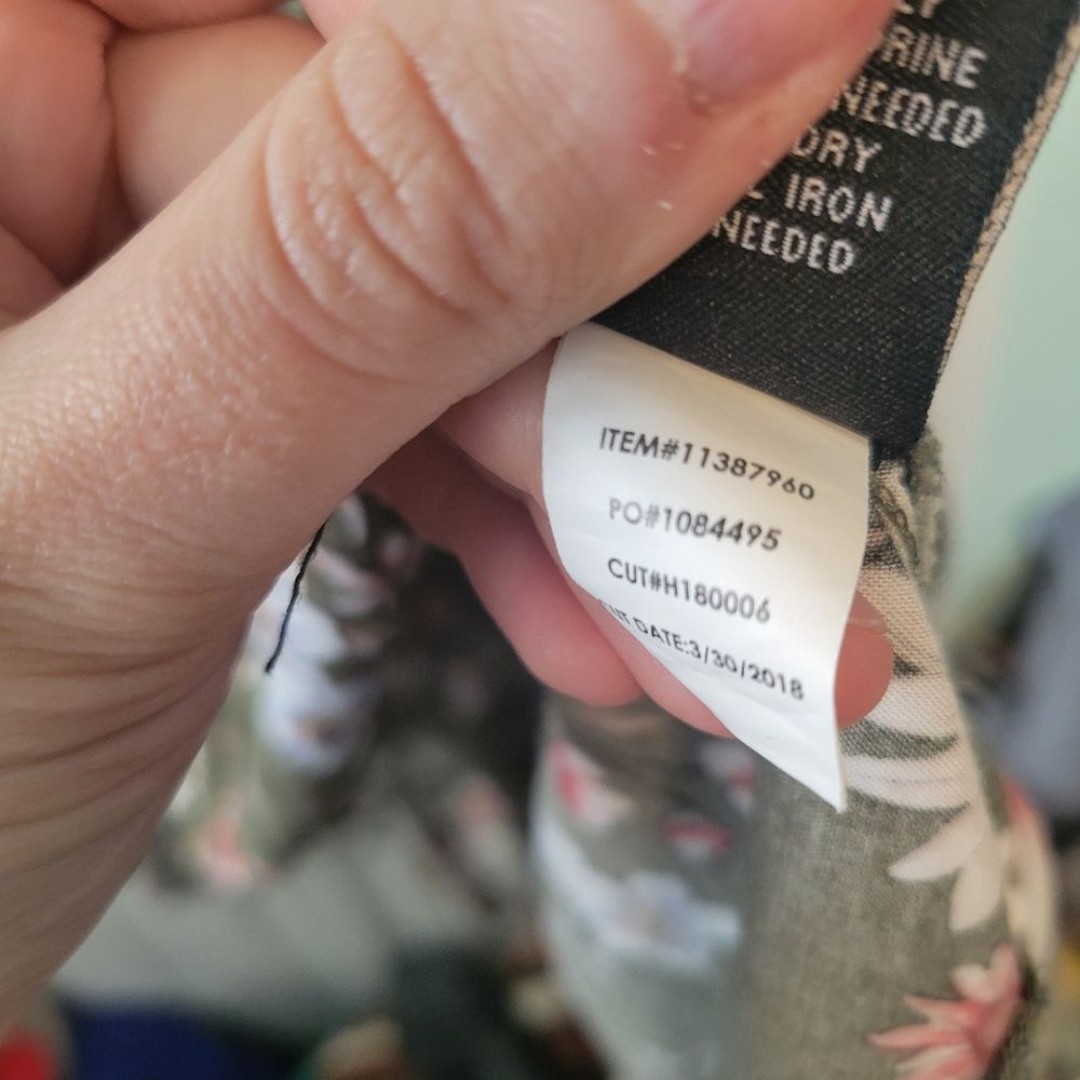 RINE
NEEDED
DRY
IRON
NEEDED
ITEM#11387960
PO#1084495
CUT#H180006
DATE:3/30/2018